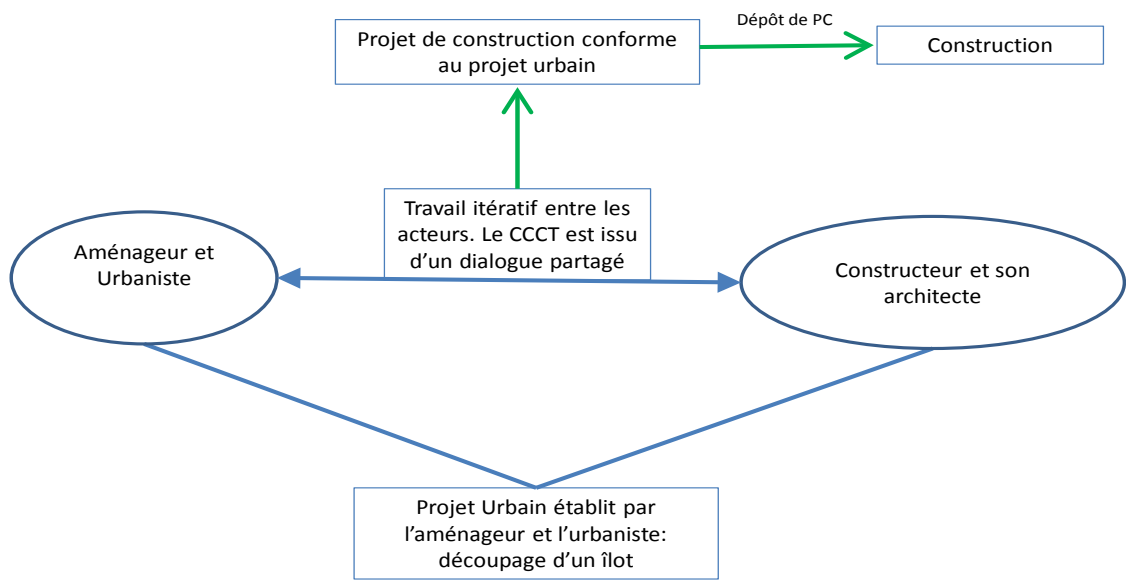 Dépôt de PC
Projet de construction conforme
au projet urbain
Construction
Travail itératif entre les
acteurs. Le CCCT est issu
d’un dialogue partagé
Aménageur et
Urbaniste
Constructeur et son
architecte
Projet Urbain établit par
l’aménageur et l’urbaniste:
découpage d’un îlot